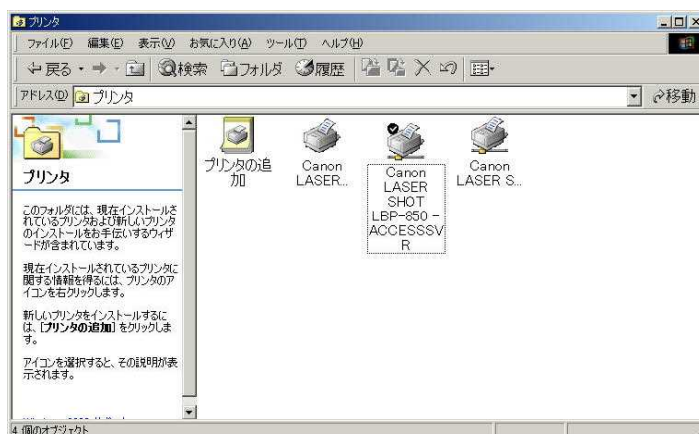 プリンタ
ファイル(F) 編集(E) 表示(V) お気に入り(A) ツール(T) ヘルプ(H)
戻る 検索 フォルダ 履歴
アドレス(D) プリンタ 移動
プリンタ
このフォルダには、現在インストールさ
れているプリンタおよび新しいプリンタ
のインストールをお手伝いするウィザ
ードが含まれています。
現在インストールされているプリンタに
関する情報を得るには、プリンタのア
イコンを右クリックします。
新しいプリンタをインストールするに
は、[プリンタの追加] をクリックしま
す。
アイコンを選択すると、その説明が表
示されます。
プリンタの追
加
Canon
LASER...
Canon
LASER
SHOT
LBP-850 -
ACCESSSV
R
Canon
LASER S...
4 個のオブジェクト